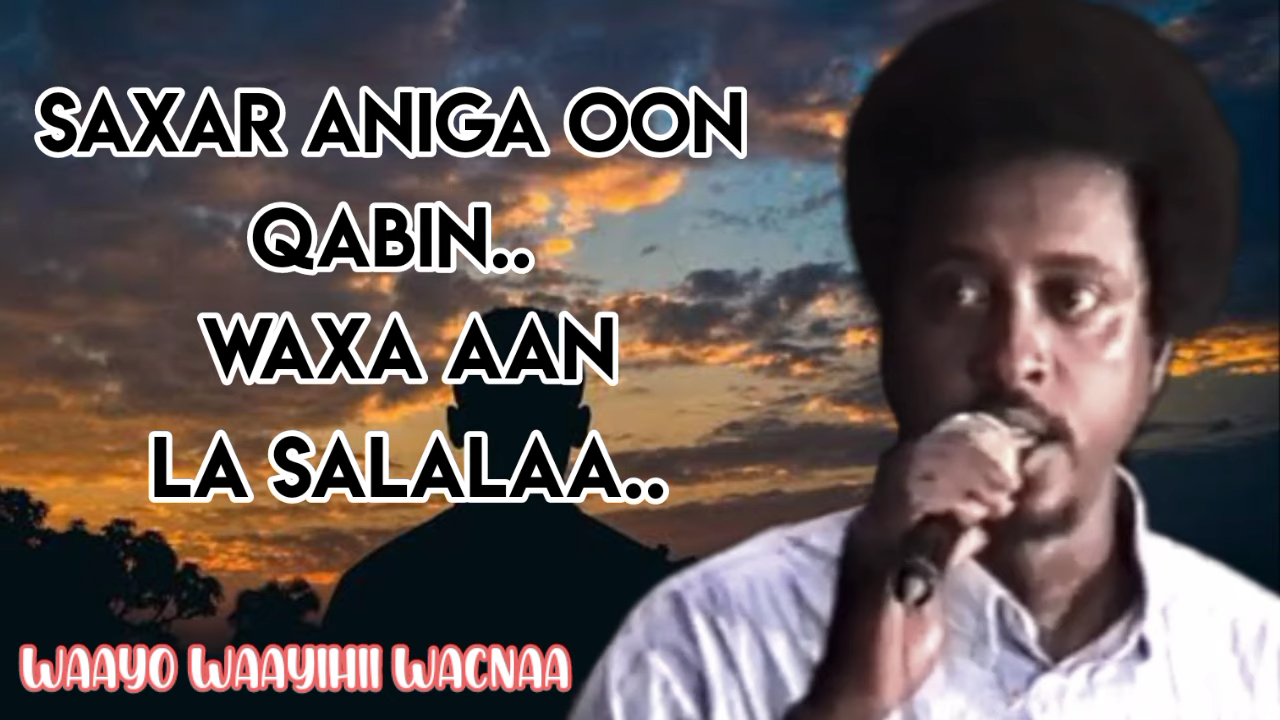 SAXAR ANIGA OON
QABIN..
WAXA AAN
LA SALALAA..
WAAYO WAAYIHII WACNAA